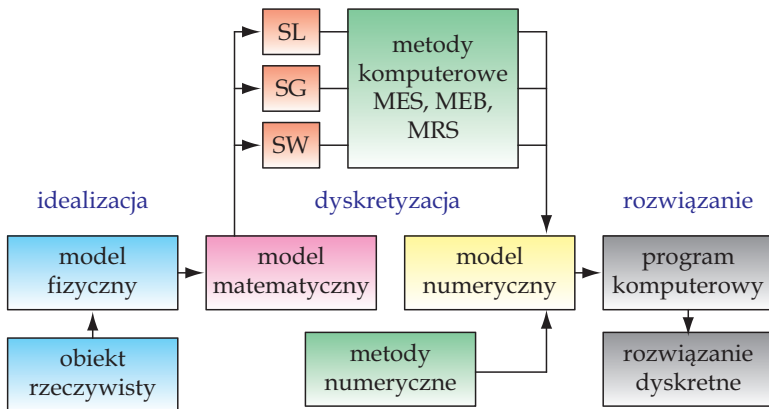 SL
SG
SW
metody
komputerowe
MES, MEB,
MRS
idealizacja
dyskretyzacja
rozwiązanie
model
fizyczny
model
matematyczny
model
numeryczny
program
komputerowy
obiekt
rzeczywisty
metody
numeryczne
rozwiązanie
dyskretne